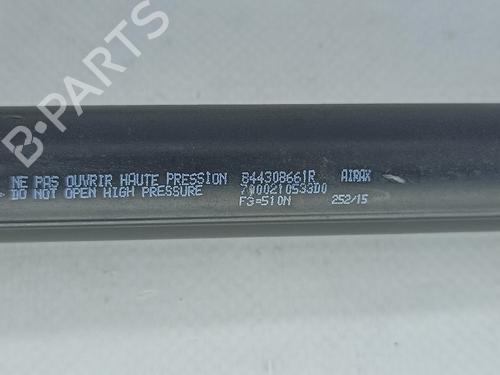 NE PAS OUVRIR HAUTE PRESSION 844308661R AIRAX
DO NOT OPEN HIGH PRESSURE 7000210533D0
F3=510N 252/15
B-PARTS